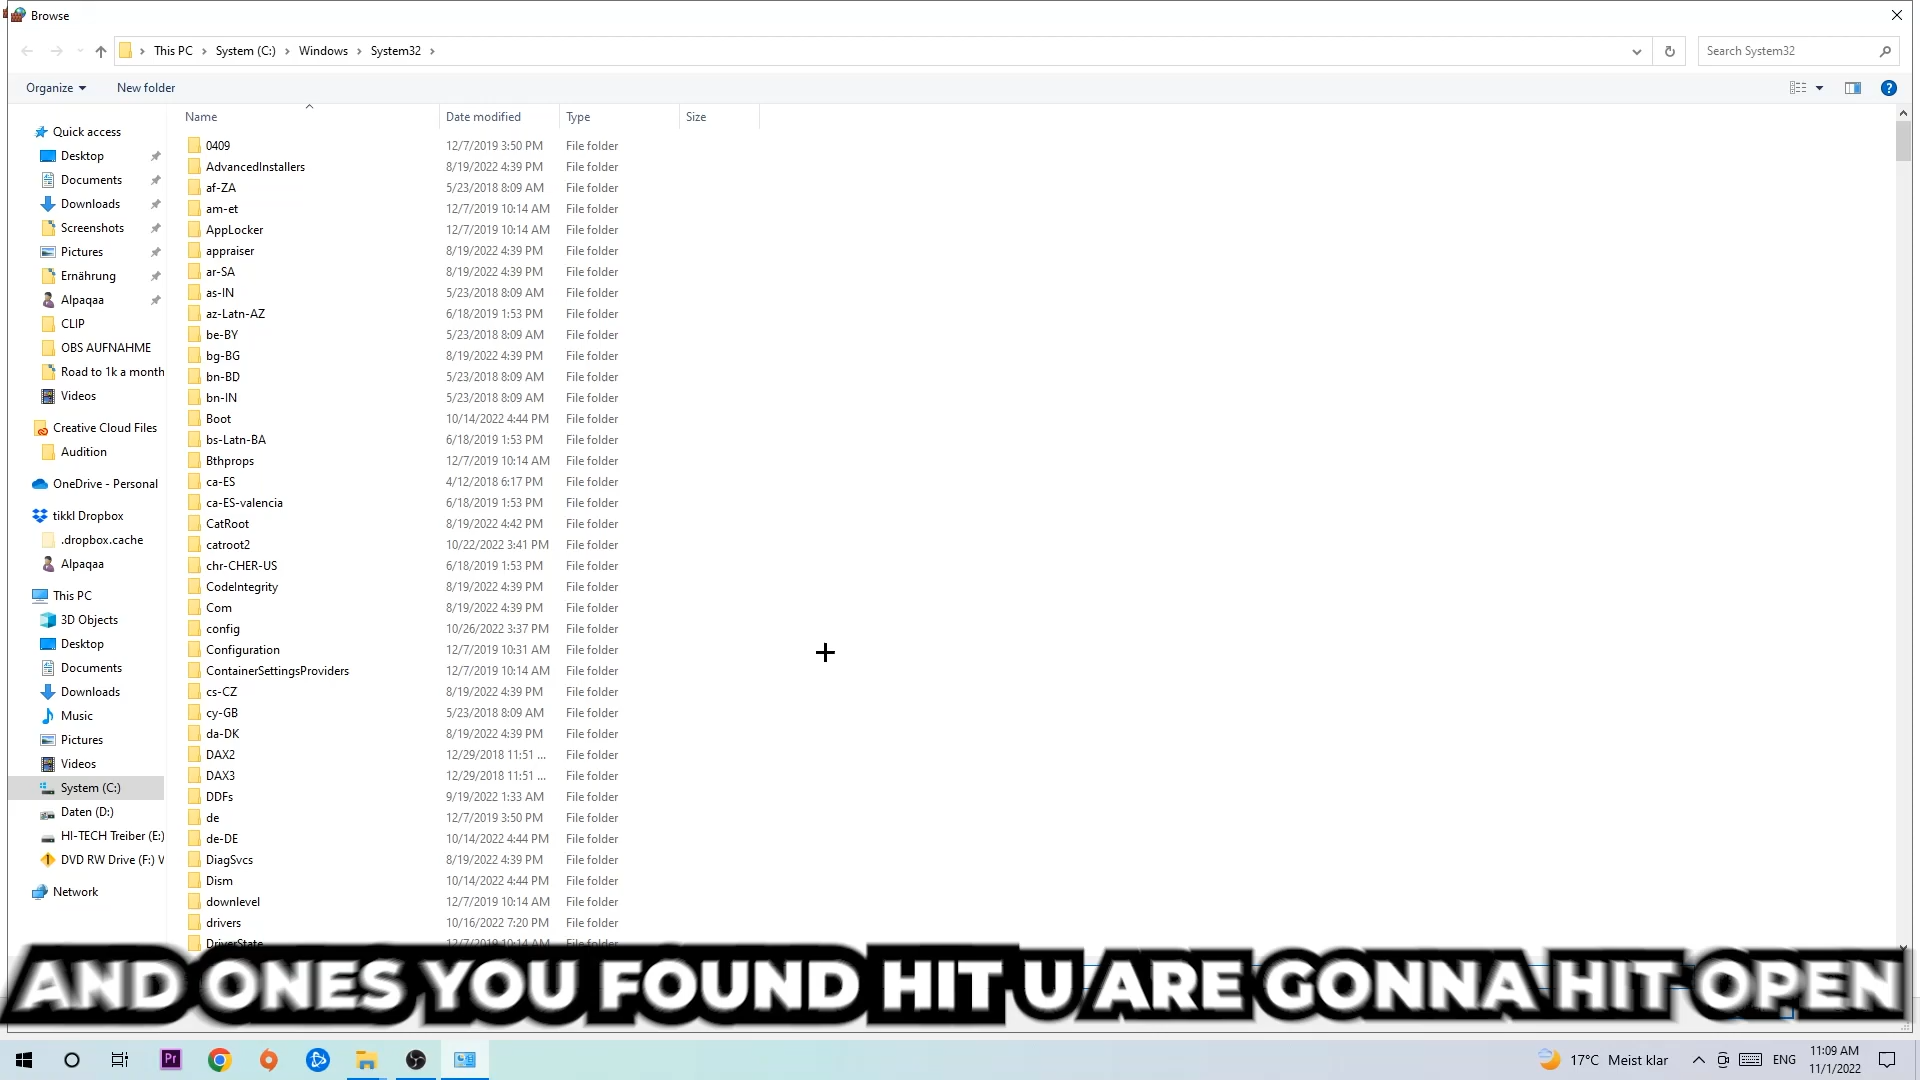 Browse
This PC System (C:) Windows System32
Search System32
Organize
New folder
Name Date modified Type Size
Quick access
Desktop
Documents
Downloads
Screenshots
Pictures
Ernährung
Alpaqaa
CLIP
OBS AUFNAHME
Road to 1k a month
Videos
Creative Cloud Files
Audition
OneDrive - Personal
tikkl Dropbox
.dropbox.cache
Alpaqaa
This PC
3D Objects
Desktop
Documents
Downloads
Music
Pictures
Videos
System (C:)
Daten (D:)
HI-TECH Treiber (E:)
DVD RW Drive (F:) V
Network
0409 12/7/2019 3:50 PM File folder
AdvancedInstallers 8/19/2022 4:39 PM File folder
af-ZA 5/23/2018 8:09 AM File folder
am-et 12/7/2019 10:14 AM File folder
AppLocker 12/7/2019 10:14 AM File folder
appraiser 8/19/2022 4:39 PM File folder
ar-SA 8/19/2022 4:39 PM File folder
as-IN 5/23/2018 8:09 AM File folder
az-Latn-AZ 6/18/2019 1:53 PM File folder
be-BY 5/23/2018 8:09 AM File folder
bg-BG 8/19/2022 4:39 PM File folder
bn-BD 5/23/2018 8:09 AM File folder
bn-IN 5/23/2018 8:09 AM File folder
Boot 10/14/2022 4:44 PM File folder
bs-Latn-BA 6/18/2019 1:53 PM File folder
Bthprops 12/7/2019 10:14 AM File folder
ca-ES 4/12/2018 6:17 PM File folder
ca-ES-valencia 6/18/2019 1:53 PM File folder
CatRoot 8/19/2022 4:42 PM File folder
catroot2 10/22/2022 3:41 PM File folder
chr-CHER-US 6/18/2019 1:53 PM File folder
CodeIntegrity 8/19/2022 4:39 PM File folder
Com 8/19/2022 4:39 PM File folder
config 10/26/2022 3:37 PM File folder
Configuration 12/7/2019 10:31 AM File folder
ContainerSettingsProviders 12/7/2019 10:14 AM File folder
cs-CZ 8/19/2022 4:39 PM File folder
cy-GB 5/23/2018 8:09 AM File folder
da-DK 8/19/2022 4:39 PM File folder
DAX2 12/29/2018 11:51 ... File folder
DAX3 12/29/2018 11:51 ... File folder
DDFs 9/19/2022 1:33 AM File folder
de 12/7/2019 3:50 PM File folder
de-DE 10/14/2022 4:44 PM File folder
DiagSvcs 8/19/2022 4:39 PM File folder
Dism 10/14/2022 4:44 PM File folder
downlevel 12/7/2019 10:14 AM File folder
drivers 10/16/2022 7:20 PM File folder
DriverState 12/7/2019 10:14 AM File folder
AND ONES YOU FOUND HIT U ARE GONNA HIT OPEN
Pr
17°C Meist klar
ENG
11:09 AM
11/1/2022